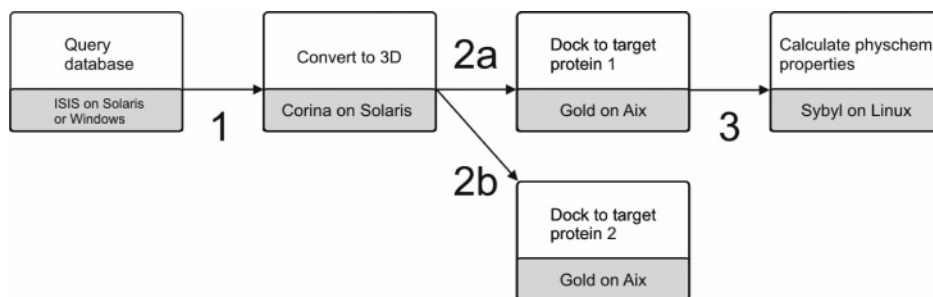 Query
database
ISIS on Solaris
or Windows
1
Convert to 3D
Corina on Solaris
2a
Dock to target
protein 1
Gold on Aix
3
Calculate physchem
properties
Sybyl on Linux
2b
Dock to target
protein 2
Gold on Aix